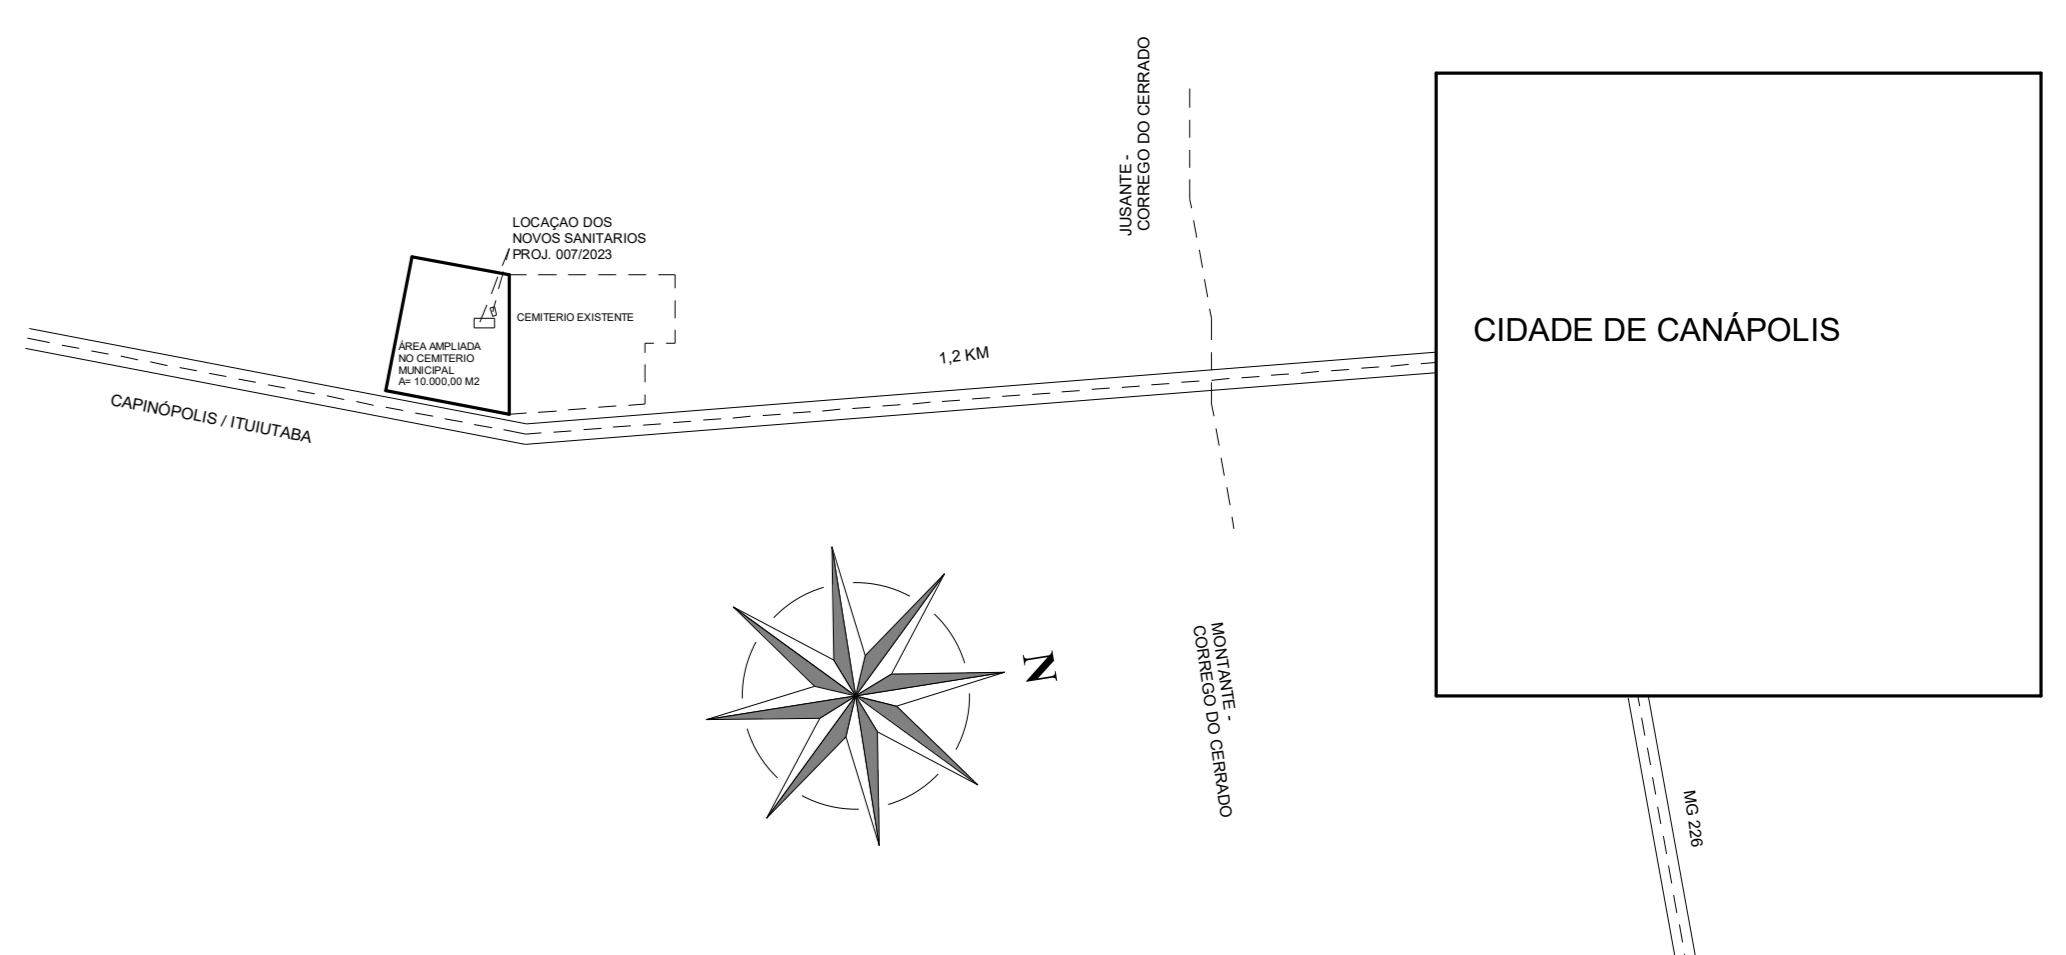 JUSANTE -
CORREGO DO CERRADO
LOCAÇAO DOS
NOVOS SANITARIOS
PROJ. 007/2023
CEMITERIO EXISTENTE
ÁREA AMPLIADA
NO CEMITERIO
MUNICIPAL
A= 10.000,00 M2
CAPINÓPOLIS / ITUIUTABA
1,2 KM
CIDADE DE CANÁPOLIS
N
MONTANTE -
CORREGO DO CERRADO
MG 226